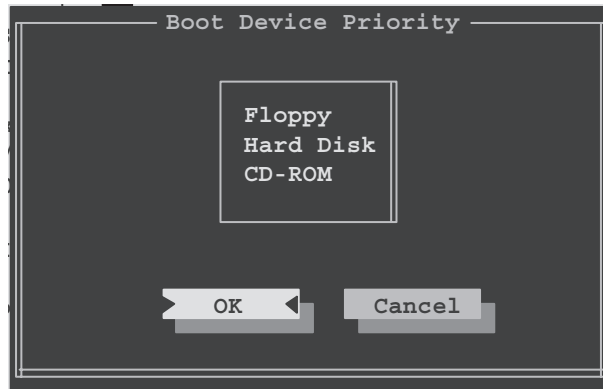 Boot Device Priority
Floppy
Hard Disk
CD-ROM
OK Cancel